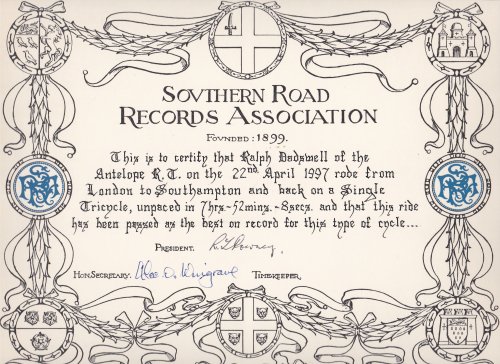 SOVTHERN ROAD
RECORDS ASSOCIATION
FOUNDED: 1899.
This is to certify that Ralph Dadswell of the
Antelope R.T. on the 22nd April 1997 rode from
London to Southampton and back on a Single
Tricycle, unpaced in 7hrs.-52mins.-8secs. and that this ride
has been passed as the best on record for this type of cycle...
PRESIDENT.
HON. SECRETARY. TIMEKEEPER.